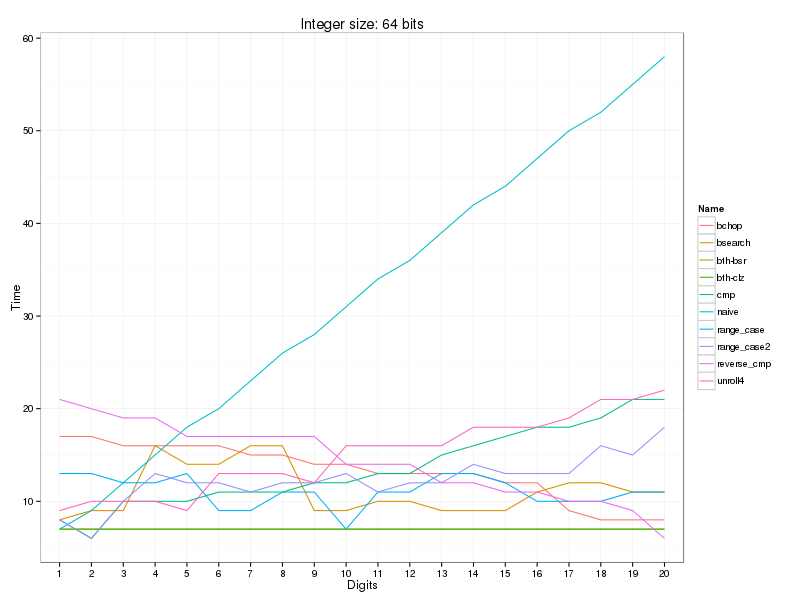 Integer size: 64 bits
60
50
40
30
20
10
Time
1 2 3 4 5 6 7 8 9 10 11 12 13 14 15 16 17 18 19 20
Digits
Name
bchop
bsearch
bth-bsr
bth-clz
cmp
naive
range_case
range_case2
reverse_cmp
unroll4